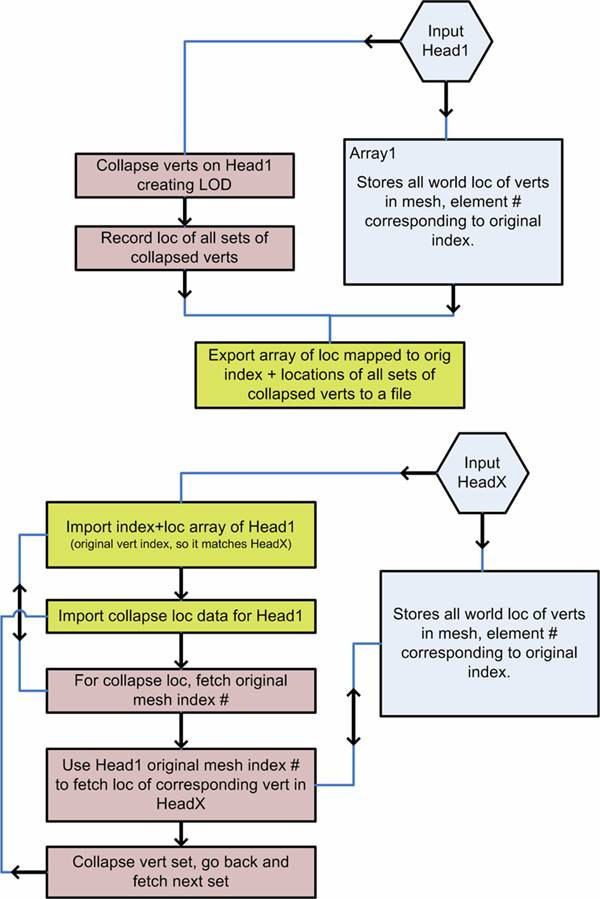 Input
Head1
Collapse verts on Head1
creating LOD
Record loc of all sets of
collapsed verts
Array1
Stores all world loc of verts
in mesh, element #
corresponding to original
index.
Export array of loc mapped to orig
index + locations of all sets of
collapsed verts to a file
Input
HeadX
Import index+loc array of Head1
(original vert index, so it matches HeadX)
Import collapse loc data for Head1
For collapse loc, fetch original
mesh index #
Use Head1 original mesh index #
to fetch loc of corresponding vert in
HeadX
Collapse vert set, go back and
fetch next set
Stores all world loc of verts
in mesh, element #
corresponding to original
index.